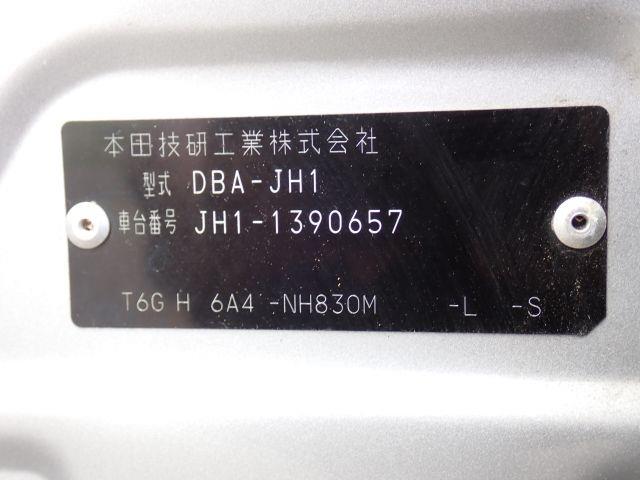 本田技研工業株式会社
型式 DBA-JH1
車台番号 JH1-1390657
T6G H 6A4 -NH830M -L -S